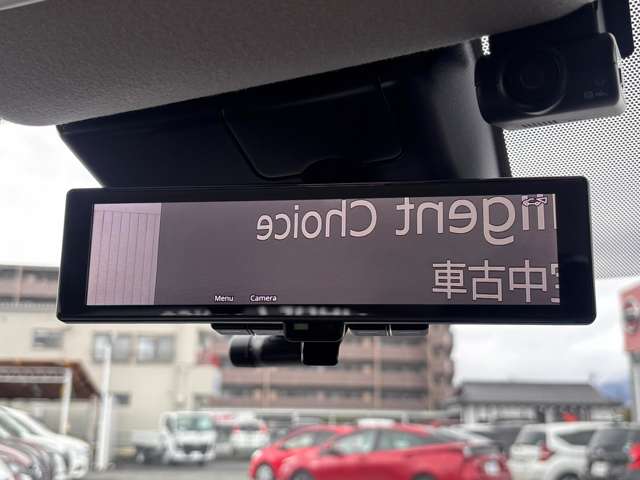 lligent Choice
中古車
Menu Camera